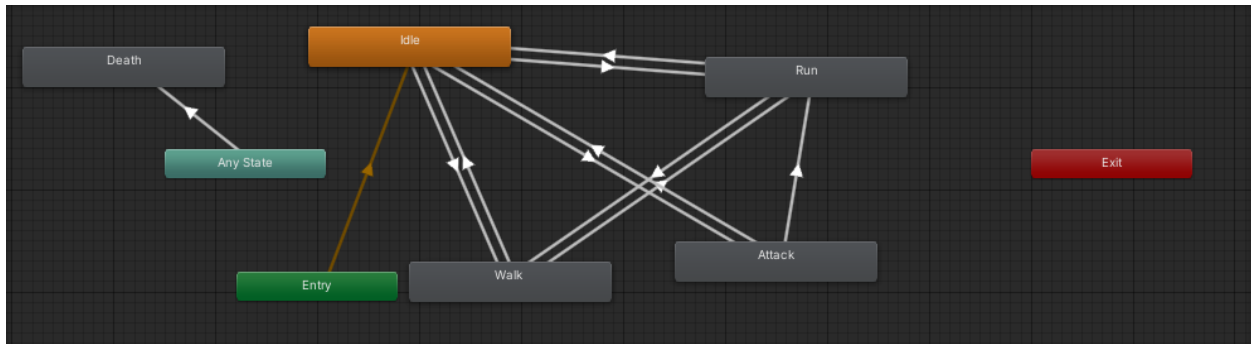 Idle
Death
Run
Any State
Exit
Attack
Walk
Entry